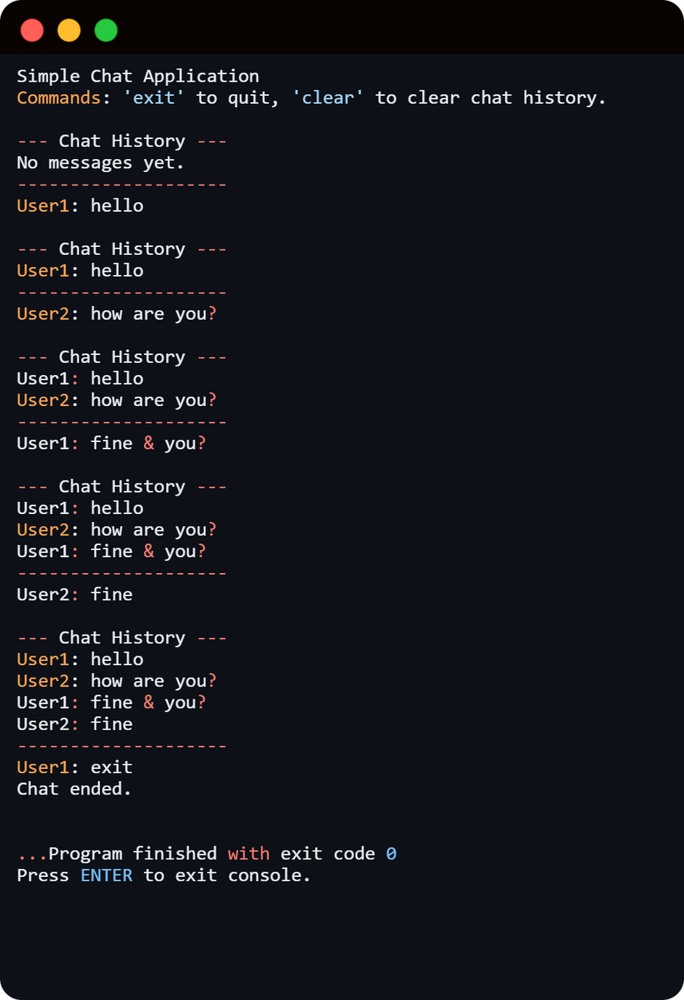 Simple Chat Application
Commands: 'exit' to quit, 'clear' to clear chat history.
--- Chat History ---
No messages yet.
--------------------
User1: hello
--- Chat History ---
User1: hello
--------------------
User2: how are you?
--- Chat History ---
User1: hello
User2: how are you?
--------------------
User1: fine & you?
--- Chat History ---
User1: hello
User2: how are you?
User1: fine & you?
--------------------
User2: fine
--- Chat History ---
User1: hello
User2: how are you?
User1: fine & you?
User2: fine
--------------------
User1: exit
Chat ended.
...Program finished with exit code 0
Press ENTER to exit console.